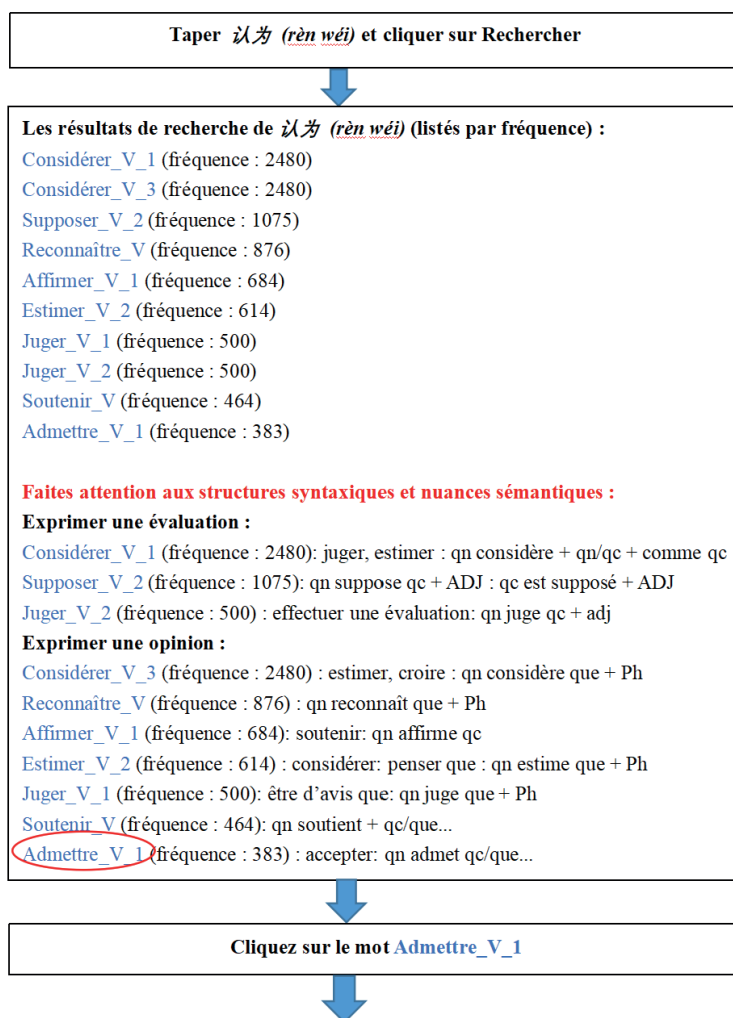 Taper 认为 (rèn wéi) et cliquer sur Rechercher
Les résultats de recherche de 认为 (rèn wéi) (listés par fréquence) :
Considérer_V_1 (fréquence : 2480)
Considérer_V_3 (fréquence : 2480)
Supposer_V_2 (fréquence : 1075)
Reconnaître_V (fréquence : 876)
Affirmer_V_1 (fréquence : 684)
Estimer_V_2 (fréquence : 614)
Juger_V_1 (fréquence : 500)
Juger_V_2 (fréquence : 500)
Soutenir_V (fréquence : 464)
Admettre_V_1 (fréquence : 383)
Faites attention aux structures syntaxiques et nuances sémantiques :
Exprimer une évaluation :
Considérer_V_1 (fréquence : 2480): juger, estimer : qn considère + qn/qc + comme qc
Supposer_V_2 (fréquence : 1075): qn suppose qc + ADJ : qc est supposé + ADJ
Juger_V_2 (fréquence : 500) : effectuer une évaluation: qn juge qc + adj
Exprimer une opinion :
Considérer_V_3 (fréquence : 2480) : estimer, croire : qn considère que + Ph
Reconnaître_V (fréquence : 876) : qn reconnaît que + Ph
Affirmer_V_1 (fréquence : 684): soutenir: qn affirme qc
Estimer_V_2 (fréquence : 614) : considérer: penser que : qn estime que + Ph
Juger_V_1 (fréquence : 500): être d'avis que: qn juge que + Ph
Soutenir_V (fréquence : 464): qn soutient + qc/que...
Admettre_V_1 (fréquence : 383) : accepter: qn admet qc/que...
Cliquez sur le mot Admettre_V_1